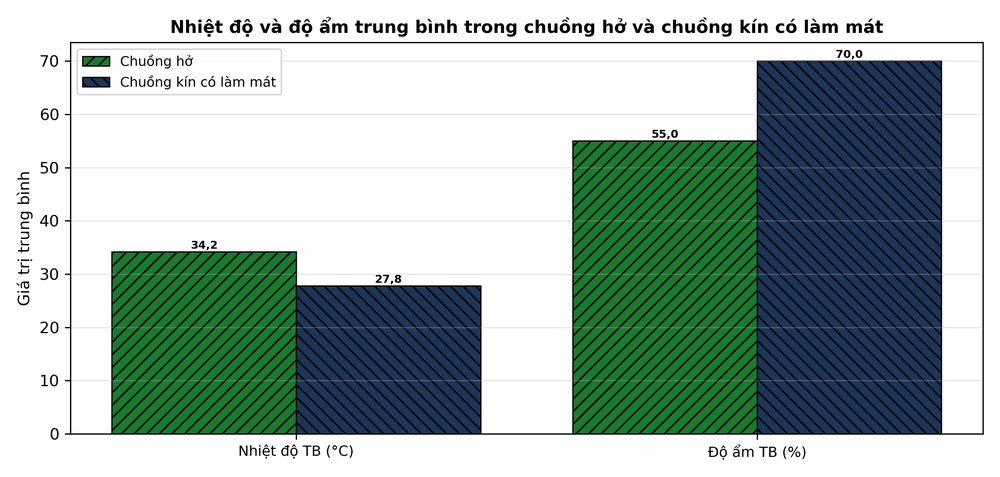 Nhiệt độ và độ ẩm trung bình trong chuồng hở và chuồng kín có làm mát
Chuồng hở
Chuồng kín có làm mát
Giá trị trung bình
70
60
50
40
30
20
10
0
34,2
27,8
55,0
70,0
Nhiệt độ TB (°C)
Độ ẩm TB (%)